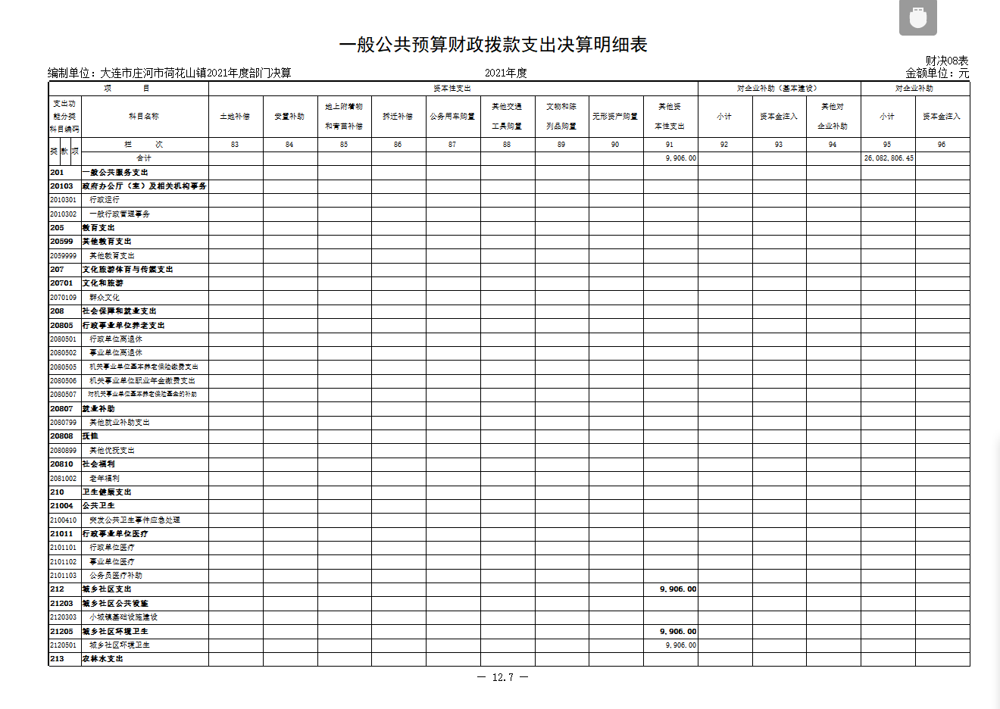 一般公共预算财政拨款支出决算明细表
财决08表
编制单位：大连市庄河市荷花山镇2021年度部门决算 2021年度 金额单位：元
项 目 资本性支出 对企业补助（基本建设） 对企业补助
支出功能分类科目编码 科目名称 土地补偿 安置补助 地上附着物和青苗补偿 拆迁补偿 公务用车购置 其他交通工具购置 文物和陈列品购置 无形资产购置 其他资本性支出 小计 资本金注入 其他对企业补助 小计 资本金注入
类 款 项 栏 次 83 84 85 86 87 88 89 90 91 92 93 94 95 96
合计 9,906.00 26,082,806.45
201 一般公共服务支出
20103 政府办公厅（室）及相关机构事务
2010301 行政运行
2010302 一般行政管理事务
205 教育支出
20599 其他教育支出
2059999 其他教育支出
207 文化旅游体育与传媒支出
20701 文化和旅游
2070109 群众文化
208 社会保障和就业支出
20805 行政事业单位养老支出
2080501 行政单位离退休
2080502 事业单位离退休
2080505 机关事业单位基本养老保险缴费支出
2080506 机关事业单位职业年金缴费支出
2080507 对机关事业单位基本养老保险基金的补助
20807 就业补助
2080799 其他就业补助支出
20808 抚恤
2080899 其他优抚支出
20810 社会福利
2081002 老年福利
210 卫生健康支出
21004 公共卫生
2100410 突发公共卫生事件应急处理
21011 行政事业单位医疗
2101101 行政单位医疗
2101102 事业单位医疗
2101103 公务员医疗补助
212 城乡社区支出 9,906.00
21203 城乡社区公共设施
2120303 小城镇基础设施建设
21205 城乡社区环境卫生 9,906.00
2120501 城乡社区环境卫生 9,906.00
213 农林水支出
— 12.7 —